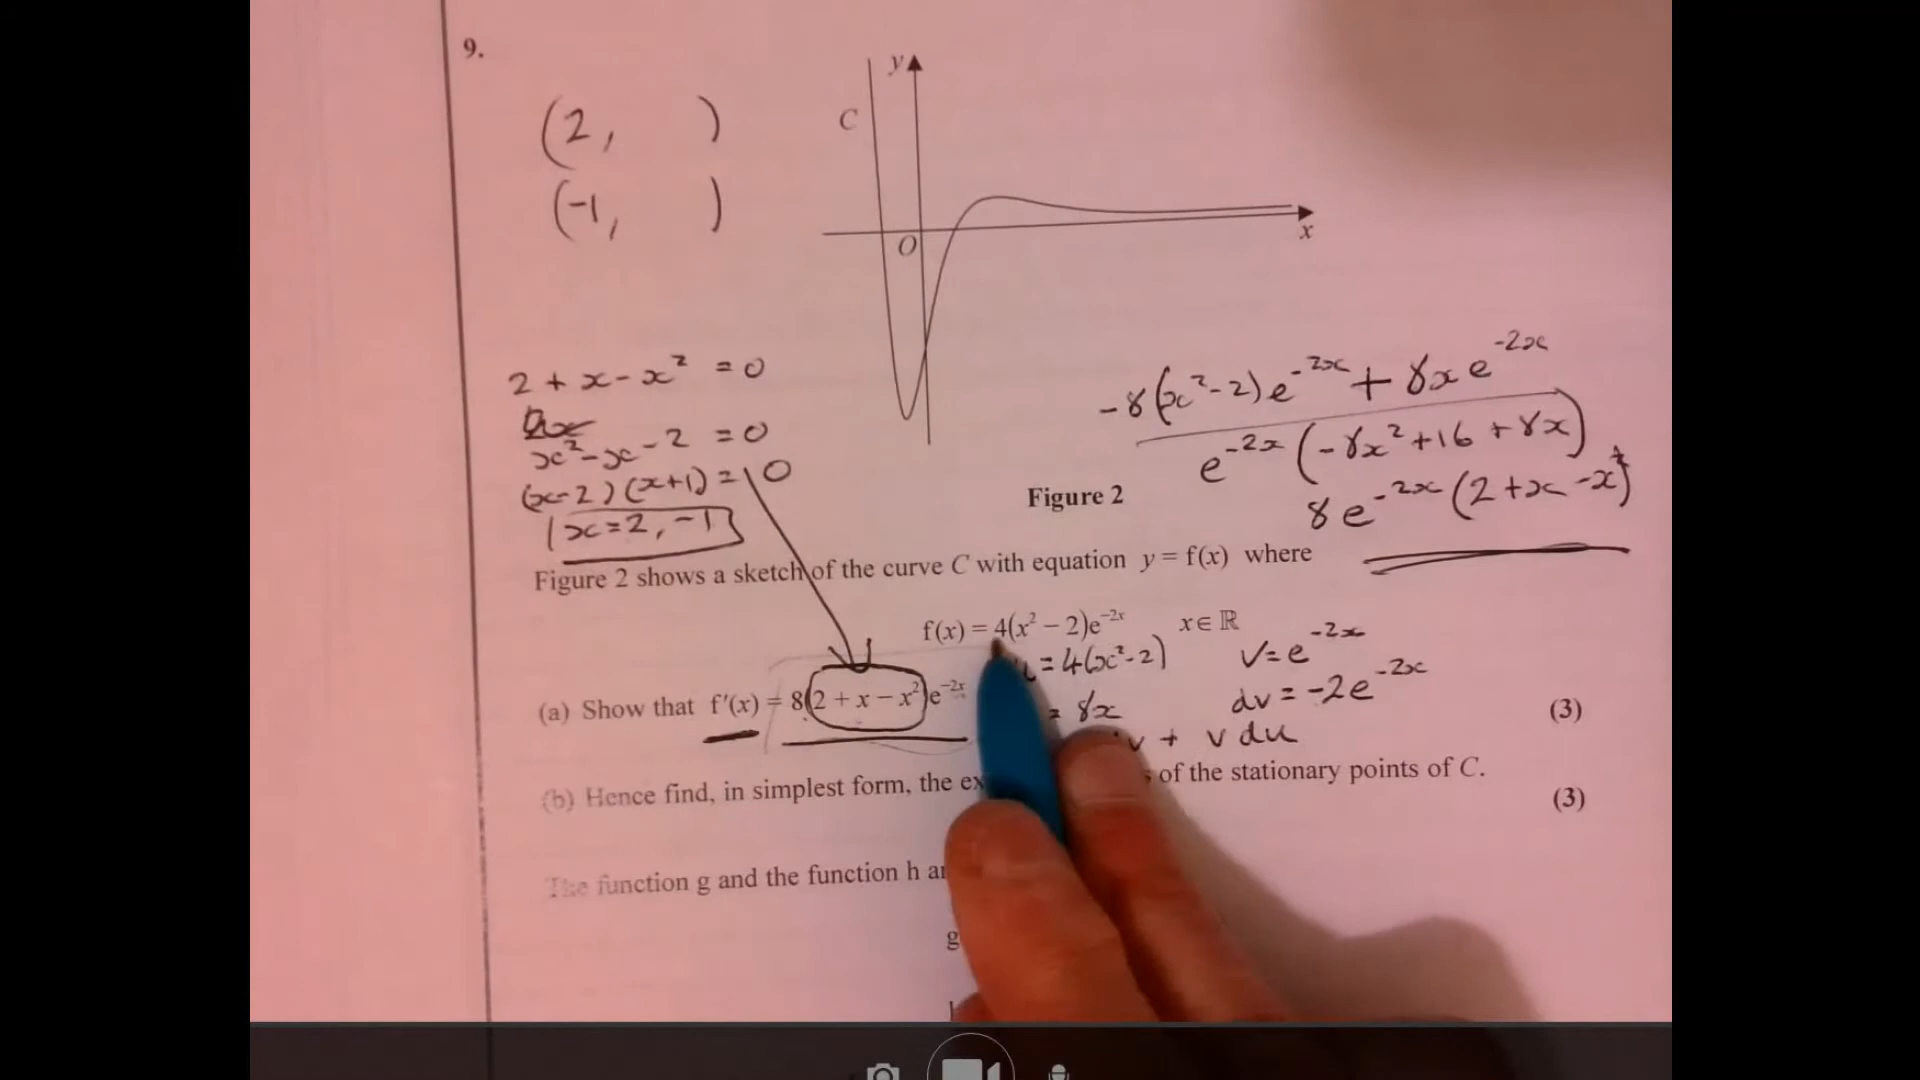 9.
(2, )
(-1, )
y
C
O
x
2 + x - x² = 0
x² - x - 2 = 0
(x-2)(x+1) = 0
x = 2, -1
-8(x²-2)e^-2x + 8xe^-2x
e^-2x (-8x² + 16 + 8x)
8e^-2x (2+x-x²)
Figure 2
Figure 2 shows a sketch of the curve C with equation y = f(x) where
f(x) = 4(x² − 2)e^−2x x ∈ ℝ
= 4(x²-2) v = e^-2x
= 8x dv = -2e^-2x
v + v du
(a) Show that f′(x) = 8(2 + x − x²)e^−2x
(3)
(b) Hence find, in simplest form, the of the stationary points of C.
(3)
The function g and the function h
g